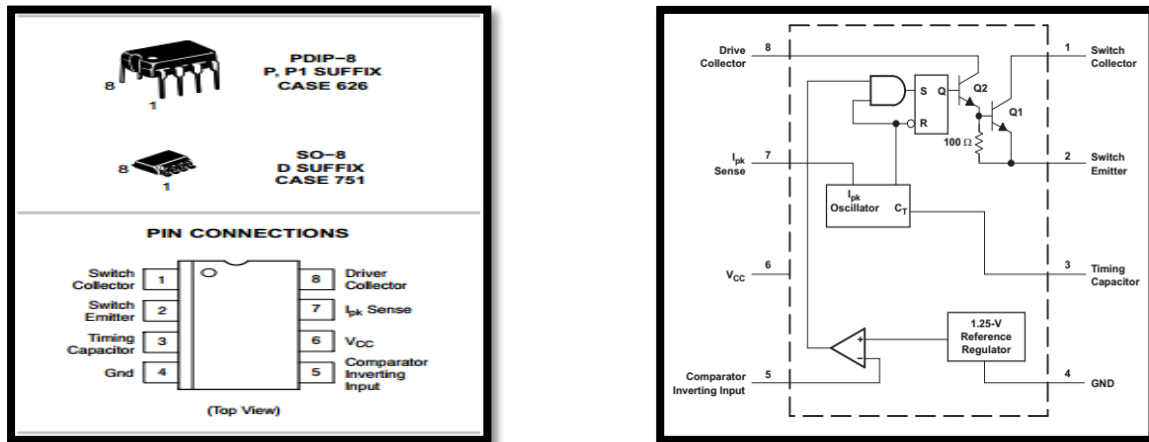 PDIP–8
P, P1 SUFFIX
CASE 626
8
1
SO–8
D SUFFIX
CASE 751
8
1
PIN CONNECTIONS
Switch
Collector
1
8
Driver
Collector
Switch
Emitter
2
7
Ipk Sense
Timing
Capacitor
3
6
VCC
Gnd
4
5
Comparator
Inverting
Input
(Top View)
Drive
Collector
8
1
Switch
Collector
S
Q
Q2
R
Q1
100 Ω
Ipk
Sense
7
2
Switch
Emitter
Ipk
Oscillator
CT
VCC
6
3
Timing
Capacitor
1.25-V
Reference
Regulator
+
–
Comparator
Inverting Input
5
4
GND